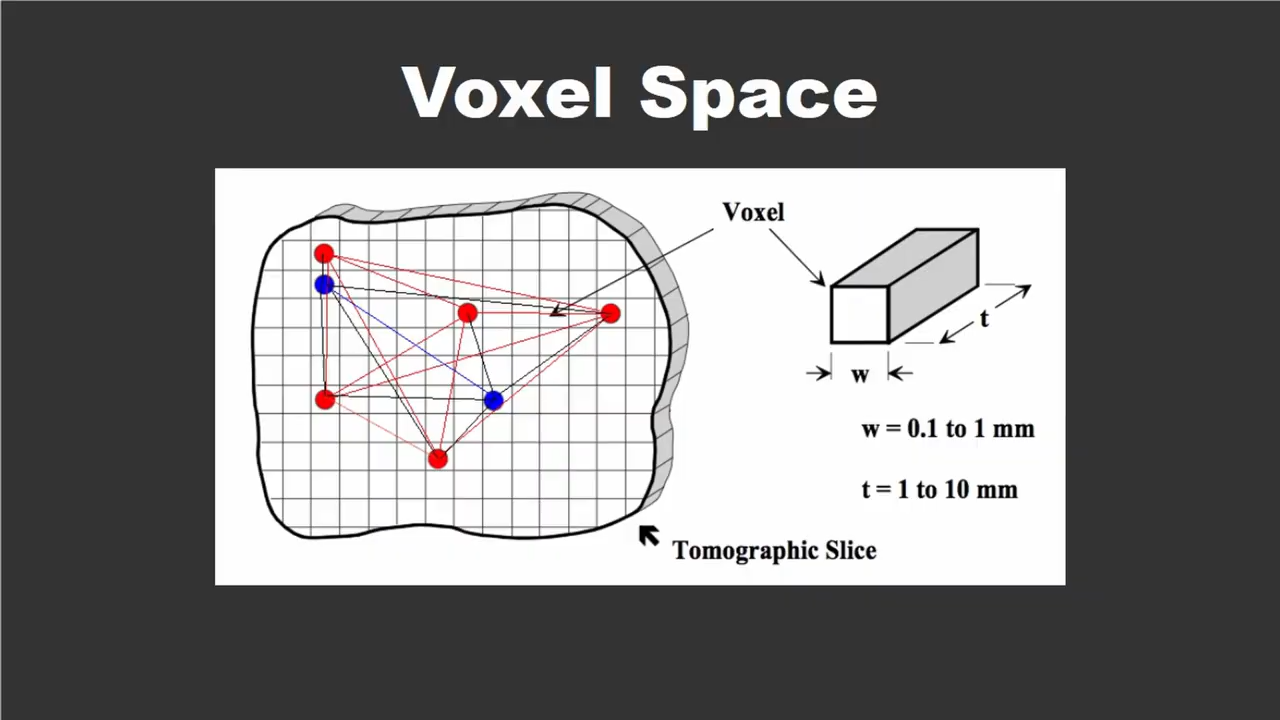 Voxel Space
Voxel
t
w
w = 0.1 to 1 mm
t = 1 to 10 mm
Tomographic Slice